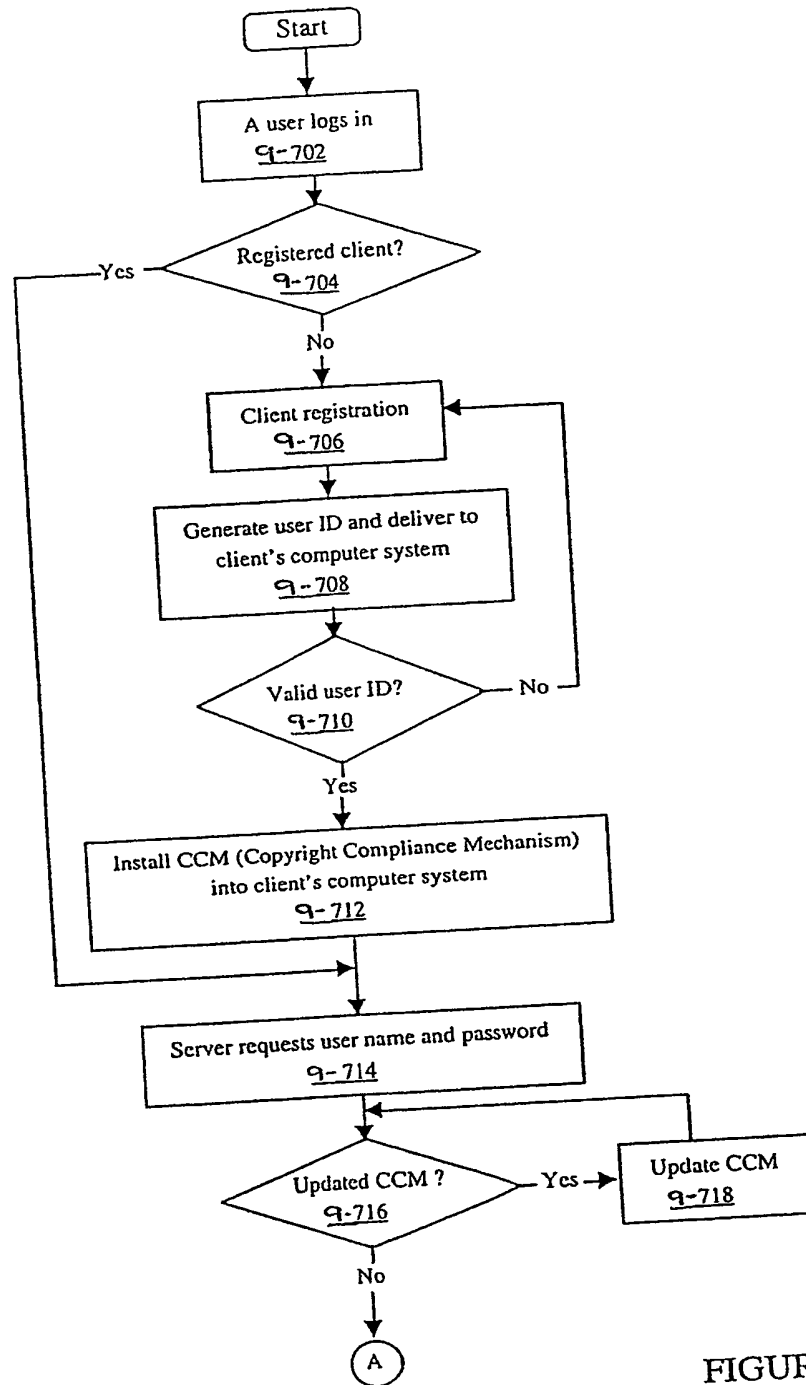 Start
A user logs in
9-702
Registered client?
9-704
Yes
No
Client registration
9-706
Generate user ID and deliver to
client's computer system
9-708
Valid user ID?
9-710
No
Yes
Install CCM (Copyright Compliance Mechanism)
into client's computer system
9-712
Server requests user name and password
9-714
Updated CCM ?
9-716
Yes
Update CCM
9-718
No
A
FIGUR